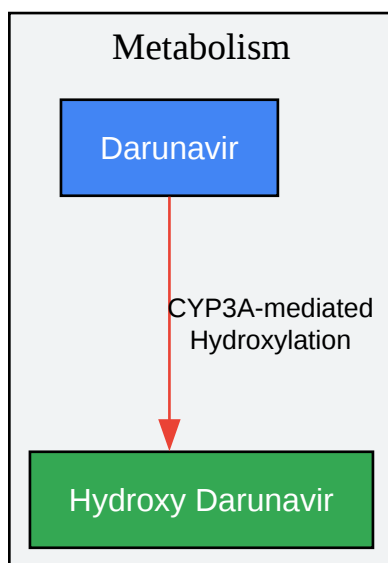 Metabolism
Darunavir
CYP3A-mediated
Hydroxylation
Hydroxy Darunavir